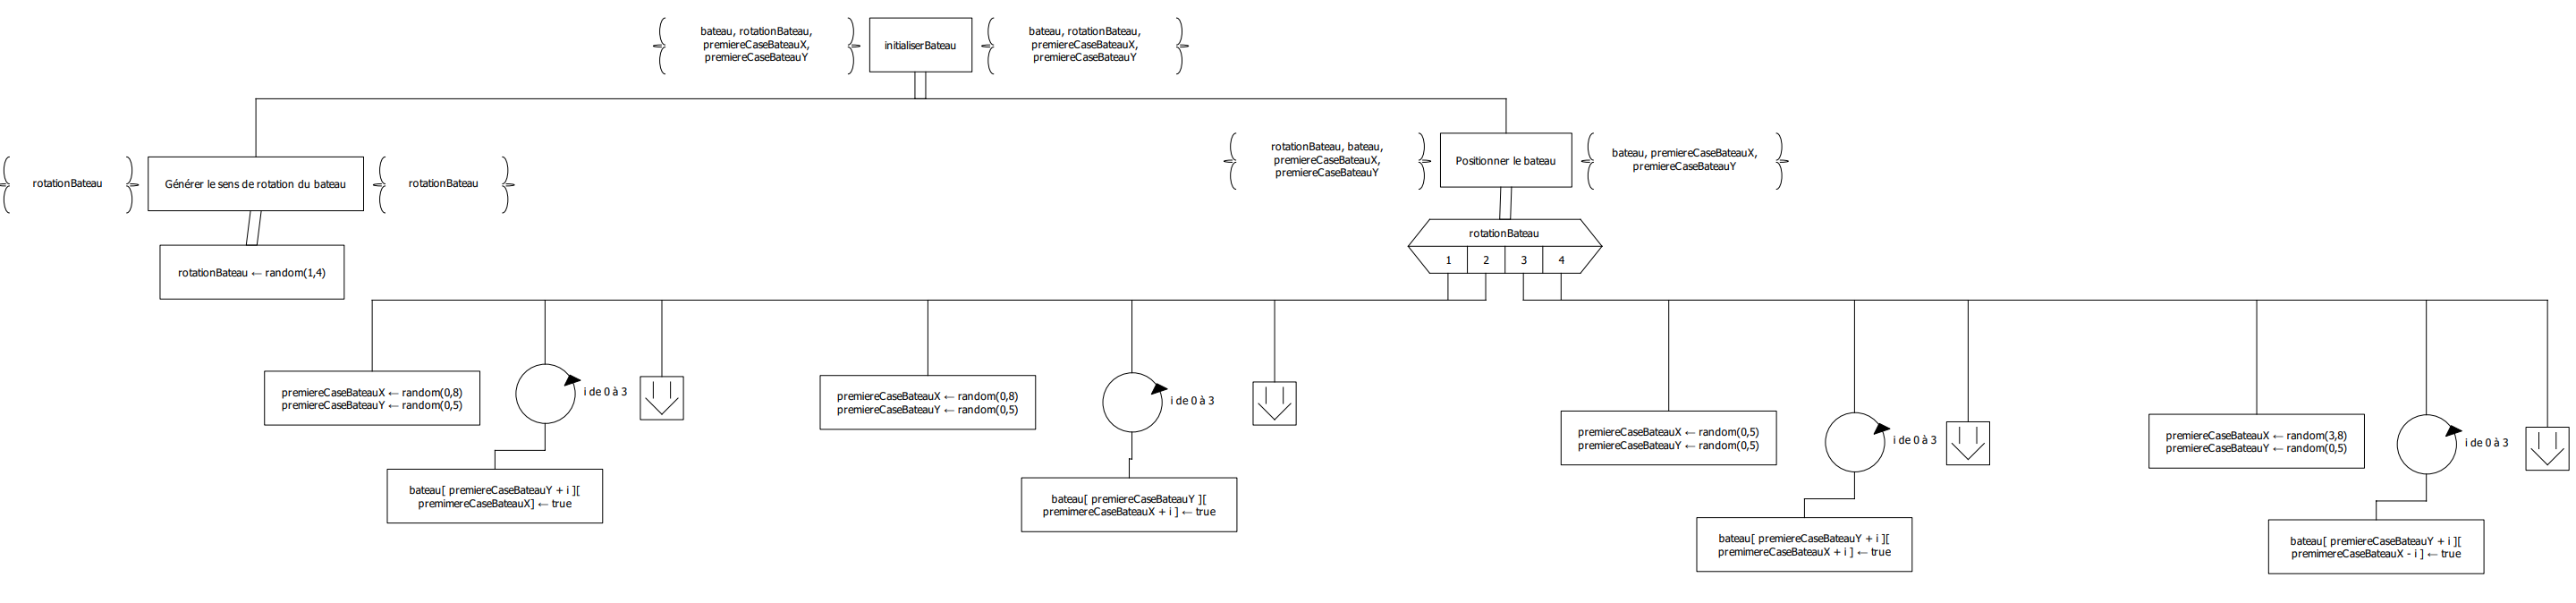 bateau, rotationBateau,
premiereCaseBateauX,
premiereCaseBateauY
initialiserBateau
bateau, rotationBateau,
premiereCaseBateauX,
premiereCaseBateauY
rotationBateau
Générer le sens de rotation du bateau
rotationBateau
rotationBateau ← random(1,4)
rotationBateau, bateau,
premiereCaseBateauX,
premiereCaseBateauY
Positionner le bateau
bateau, premiereCaseBateauX,
premiereCaseBateauY
rotationBateau
1 2 3 4
premiereCaseBateauX ← random(0,8)
premiereCaseBateauY ← random(0,5)
i de 0 à 3
bateau[ premiereCaseBateauY + i ][
premimereCaseBateauX] ← true
premiereCaseBateauX ← random(0,8)
premiereCaseBateauY ← random(0,5)
i de 0 à 3
bateau[ premiereCaseBateauY ][
premimereCaseBateauX + i ] ← true
premiereCaseBateauX ← random(0,5)
premiereCaseBateauY ← random(0,5)
i de 0 à 3
bateau[ premiereCaseBateauY + i ][
premimereCaseBateauX + i ] ← true
premiereCaseBateauX ← random(3,8)
premiereCaseBateauY ← random(0,5)
i de 0 à 3
bateau[ premiereCaseBateauY + i ][
premimereCaseBateauX - i ] ← true